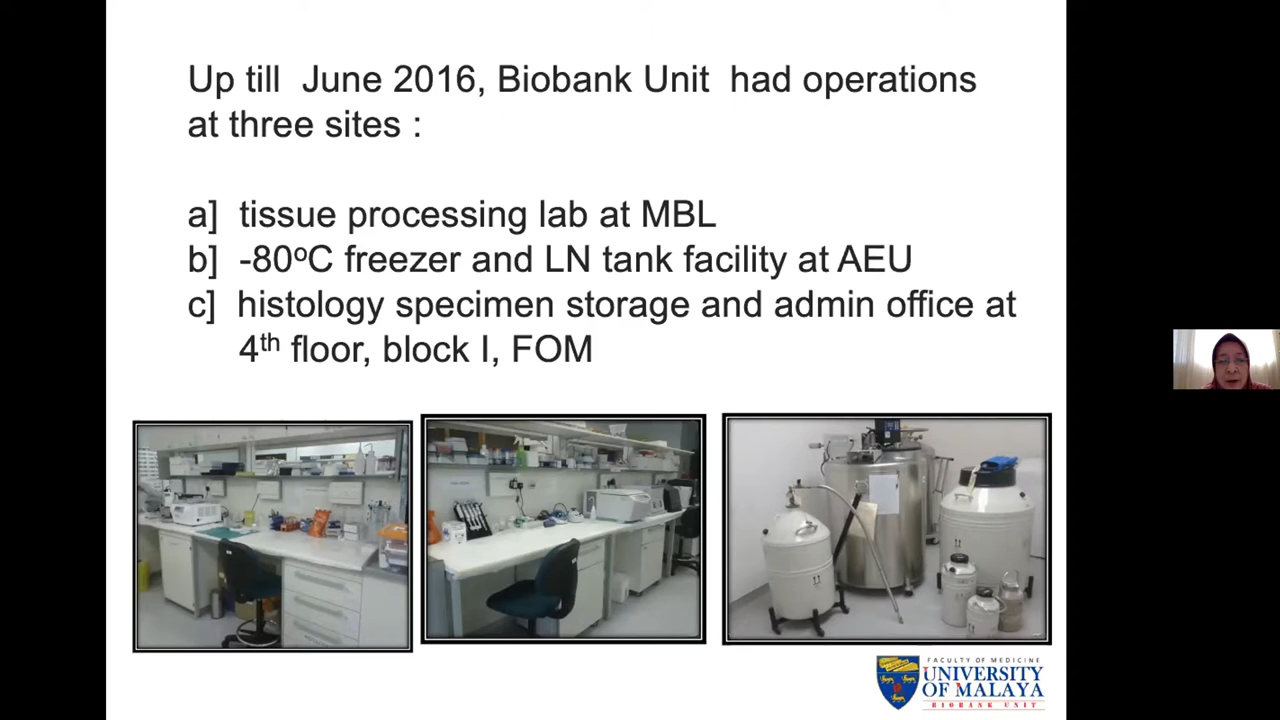 Up till June 2016, Biobank Unit had operations
at three sites :
a] tissue processing lab at MBL
b] -80ºC freezer and LN tank facility at AEU
c] histology specimen storage and admin office at
4th floor, block I, FOM
FACULTY OF MEDICINE
UNIVERSITY
OF MALAYA
BIOBANK UNIT